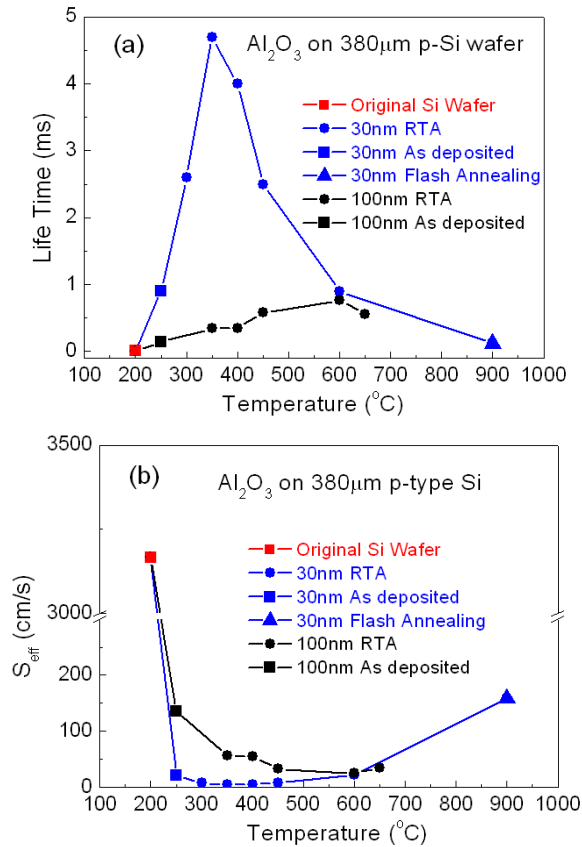 (a)
Al₂O₃ on 380μm p-Si wafer
Original Si Wafer
30nm RTA
30nm As deposited
30nm Flash Annealing
100nm RTA
100nm As deposited
Life Time (ms)
5
4
3
2
1
0
100 200 300 400 500 600 700 800 900 1000
Temperature (°C)
(b)
Al₂O₃ on 380μm p-type Si
Original Si Wafer
30nm RTA
30nm As deposited
30nm Flash Annealing
100nm RTA
100nm As deposited
S_eff (cm/s)
3500
3000
200
100
0
100 200 300 400 500 600 700 800 900 1000
Temperature (°C)